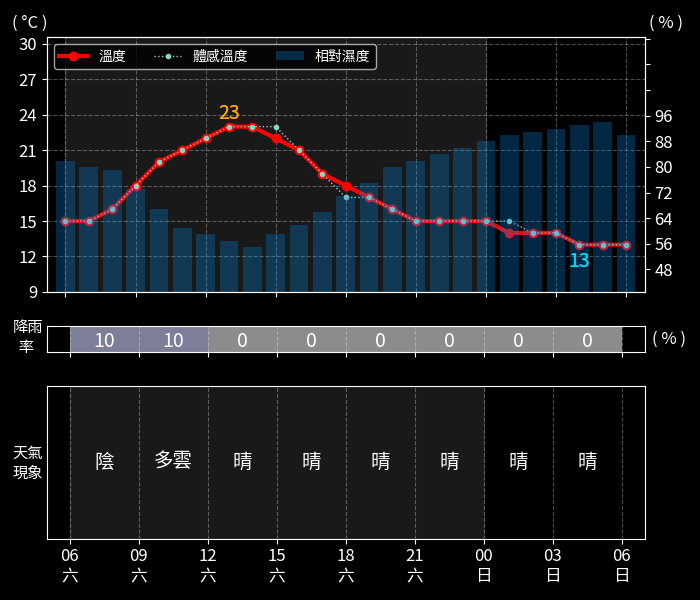 ( °C ) ( % )
溫度 體感溫度 相對濕度
30
27
24
21
18
15
12
9
96
88
80
72
64
56
48
23
13
降雨率 10 10 0 0 0 0 0 0 ( % )
天氣現象 陰 多雲 晴 晴 晴 晴 晴 晴
06 09 12 15 18 21 00 03 06
六 六 六 六 六 六 日 日 日